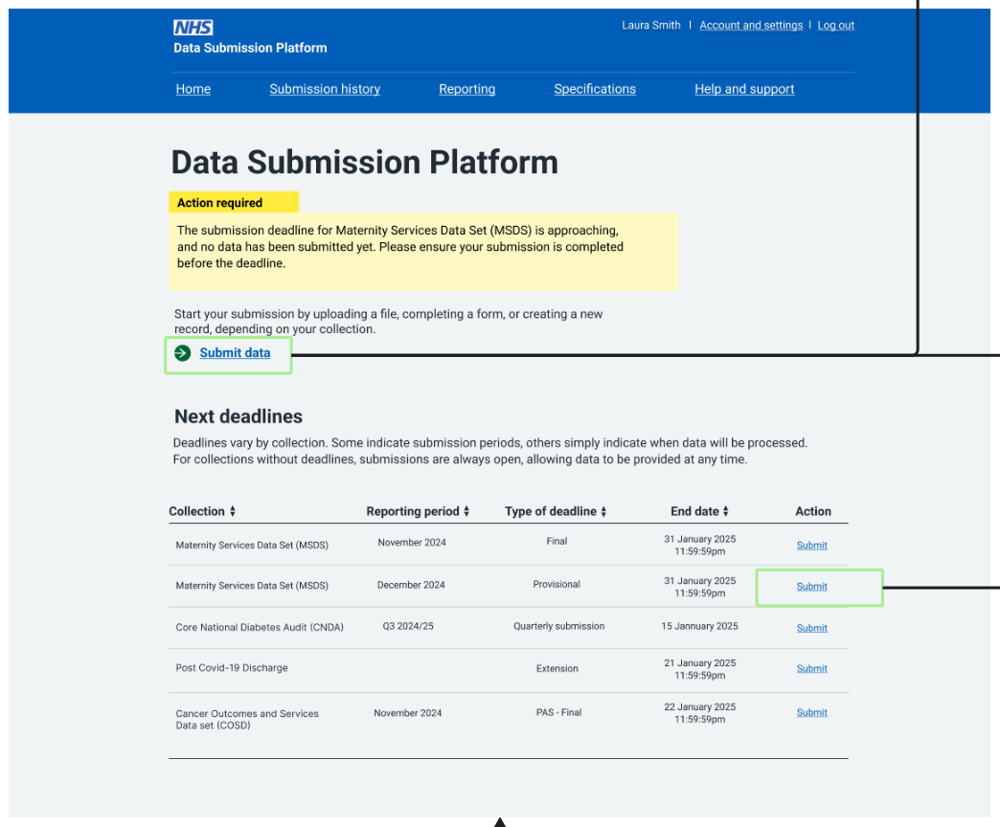 NHS
Data Submission Platform
Laura Smith | Account and settings | Log out
Home Submission history Reporting Specifications Help and support
Data Submission Platform
Action required
The submission deadline for Maternity Services Data Set (MSDS) is approaching,
and no data has been submitted yet. Please ensure your submission is completed
before the deadline.
Start your submission by uploading a file, completing a form, or creating a new
record, depending on your collection.
Submit data
Next deadlines
Deadlines vary by collection. Some indicate submission periods, others simply indicate when data will be processed.
For collections without deadlines, submissions are always open, allowing data to be provided at any time.
Collection Reporting period Type of deadline End date Action
Maternity Services Data Set (MSDS) November 2024 Final 31 January 2025
11:59:59pm Submit
Maternity Services Data Set (MSDS) December 2024 Provisional 31 January 2025
11:59:59pm Submit
Core National Diabetes Audit (CNDA) Q3 2024/25 Quarterly submission 15 Jannuary 2025 Submit
Post Covid-19 Discharge Extension 21 January 2025
11:59:59pm Submit
Cancer Outcomes and Services
Data set (COSD) November 2024 PAS - Final 22 January 2025
11:59:59pm Submit